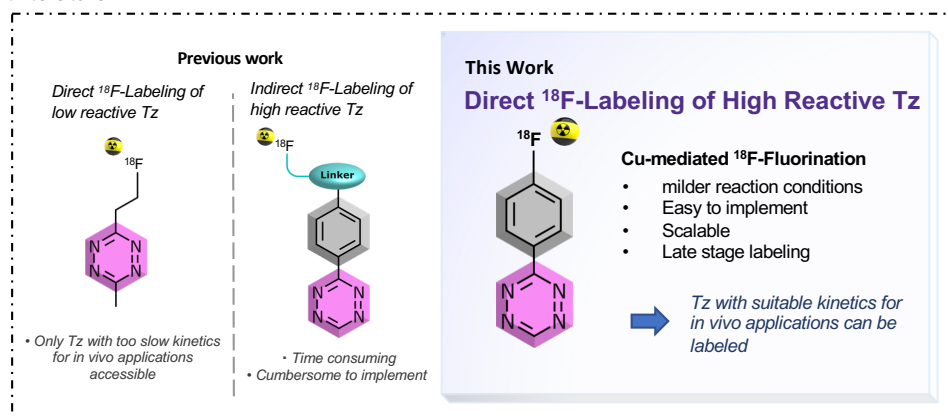 Previous work
Direct ¹⁸F-Labeling of
low reactive Tz
¹⁸F
N N
N N
• Only Tz with too slow kinetics
for in vivo applications
accessible
Indirect ¹⁸F-Labeling of
high reactive Tz
¹⁸F
Linker
N N
N N
• Time consuming
• Cumbersome to implement
This Work
Direct ¹⁸F-Labeling of High Reactive Tz
¹⁸F
N N
N N
Cu-mediated ¹⁸F-Fluorination
• milder reaction conditions
• Easy to implement
• Scalable
• Late stage labeling
Tz with suitable kinetics for
in vivo applications can be
labeled